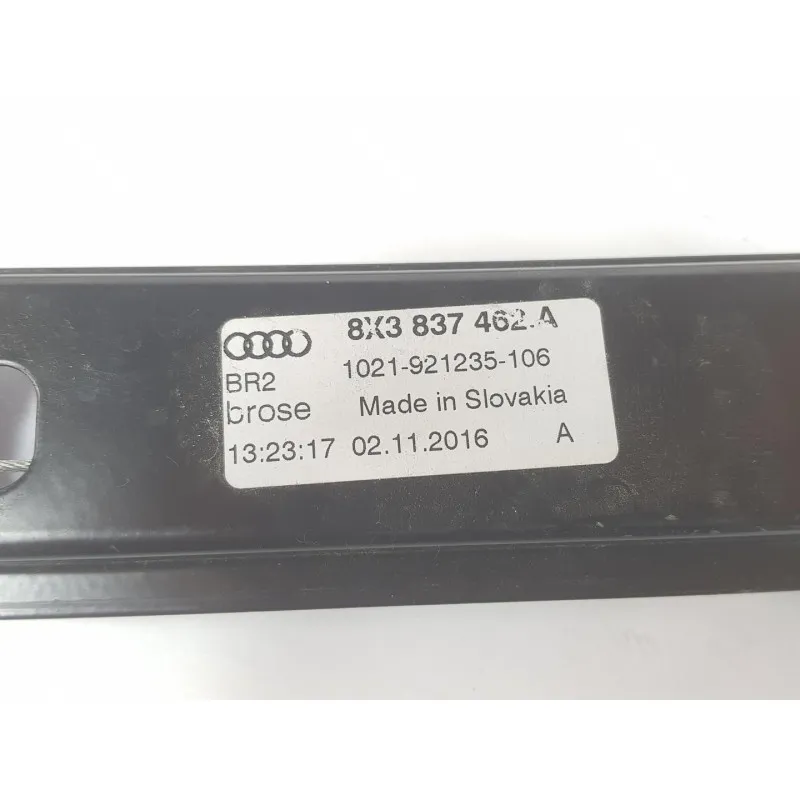 8X3 837 462.A
1021-921235-106
BR2
brose Made in Slovakia
13:23:17 02.11.2016 A